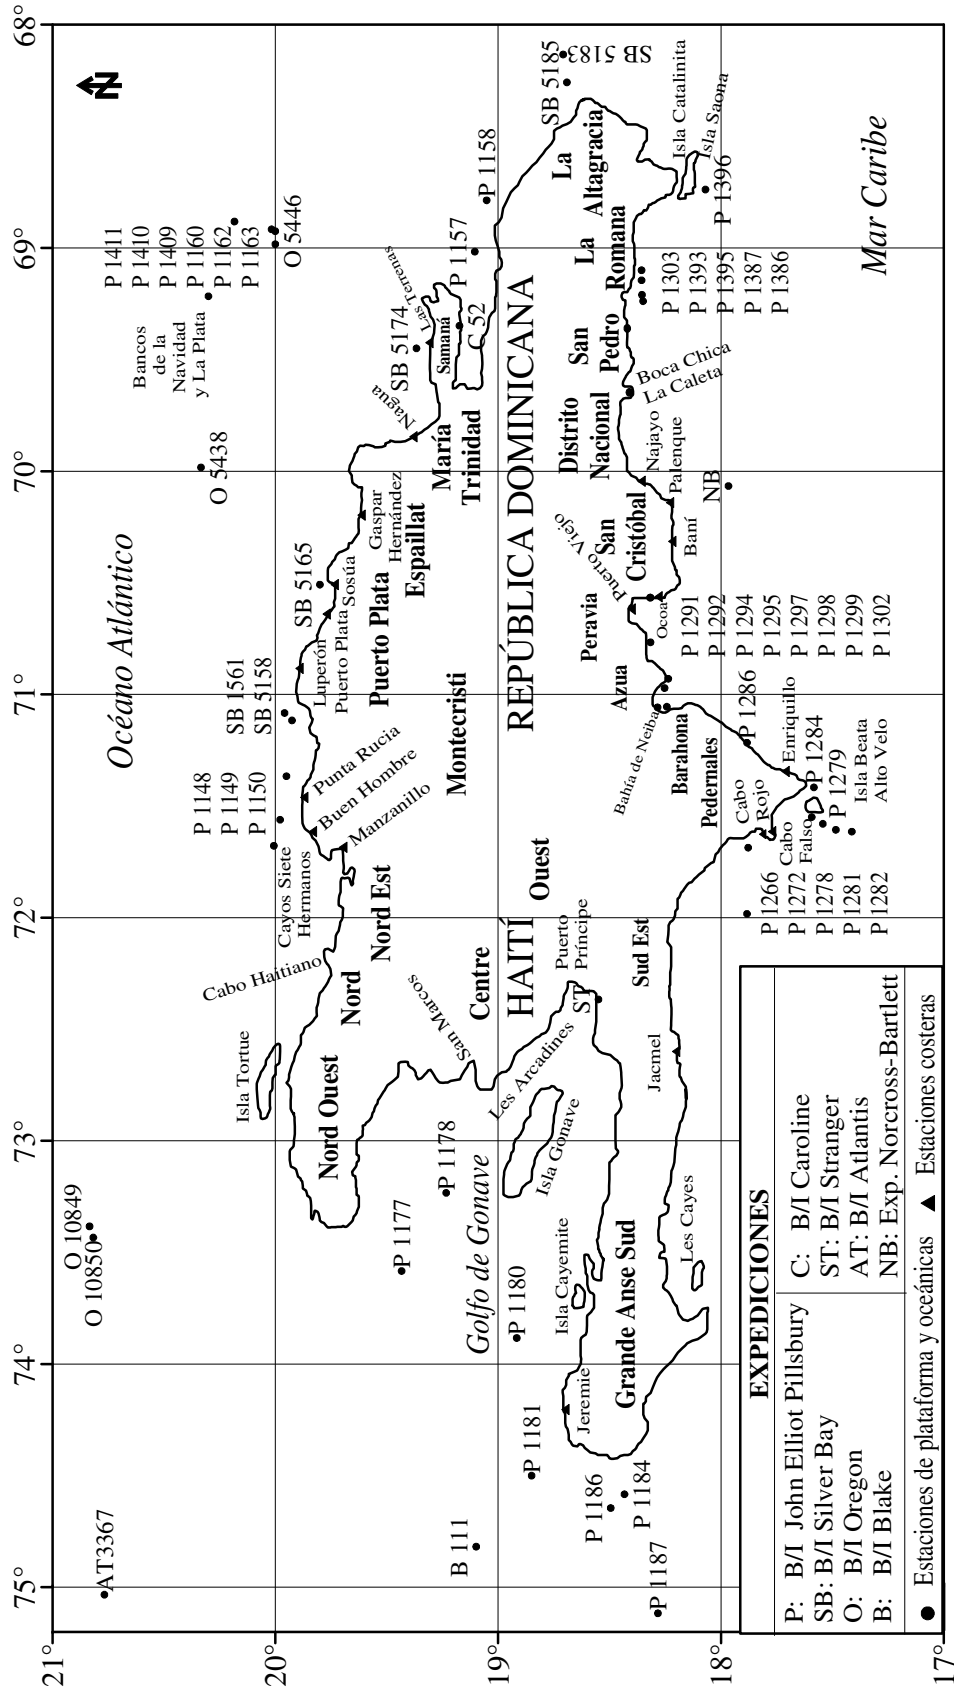 68°
69°
70°
71°
72°
73°
74°
75°
21°
20°
19°
18°
17°
N
Océano Atlántico
Mar Caribe
Golfo de Gonave
REPÚBLICA DOMINICANA
HAITÍ
AT3367
O 10849
O 10850
O 5438
Bancos
de la
Navidad
y La Plata
P 1411
P 1410
P 1409
P 1160
P 1162
P 1163
O 5446
P 1148
P 1149
P 1150
SB 1561
SB 5158
SB 5165
SB 5174
P 1157
P 1158
SB 5185
SB 5183
C 52
Isla Tortue
Cabo Haitiano
Cayos Siete
Hermanos
Manzanillo
Buen Hombre
Punta Rucia
Luperón
Puerto Plata
Sosúa
Gaspar
Hernández
Nagua
Las Terrenas
Samaná
Nord Ouest
Nord
Nord Est
Montecristi
Puerto Plata
Espaillat
María
Trinidad
La
Altagracia
La
Romana
San
Pedro
Distrito
Nacional
San
Cristóbal
Peravia
Azua
Barahona
Pedernales
Centre
Ouest
Sud Est
Grande Anse Sud
San Marcos
Les Arcadines
Puerto
Príncipe
ST
Isla Gonave
Isla Cayemite
Jeremie
Les Cayes
Jacmel
B 111
P 1177
P 1178
P 1180
P 1181
P 1186
P 1184
P 1187
Isla Catalinita
Isla Saona
P 1396
P 1303
P 1393
P 1395
P 1387
P 1386
Boca Chica
La Caleta
Najayo
Palenque
NB
Baní
Puerto Viejo
Ocoa
P 1291
P 1292
P 1294
P 1295
P 1297
P 1298
P 1299
P 1302
Bahía de Neiba
P 1286
Enriquillo
P 1284
P 1279
Isla Beata
Alto Velo
Cabo
Rojo
Cabo
Falso
P 1266
P 1272
P 1278
P 1281
P 1282
EXPEDICIONES
P: B/I John Elliot Pillsbury
SB: B/I Silver Bay
O: B/I Oregon
B: B/I Blake
C: B/I Caroline
ST: B/I Stranger
AT: B/I Atlantis
NB: Exp. Norcross-Bartlett
Estaciones de plataforma y oceánicas
Estaciones costeras